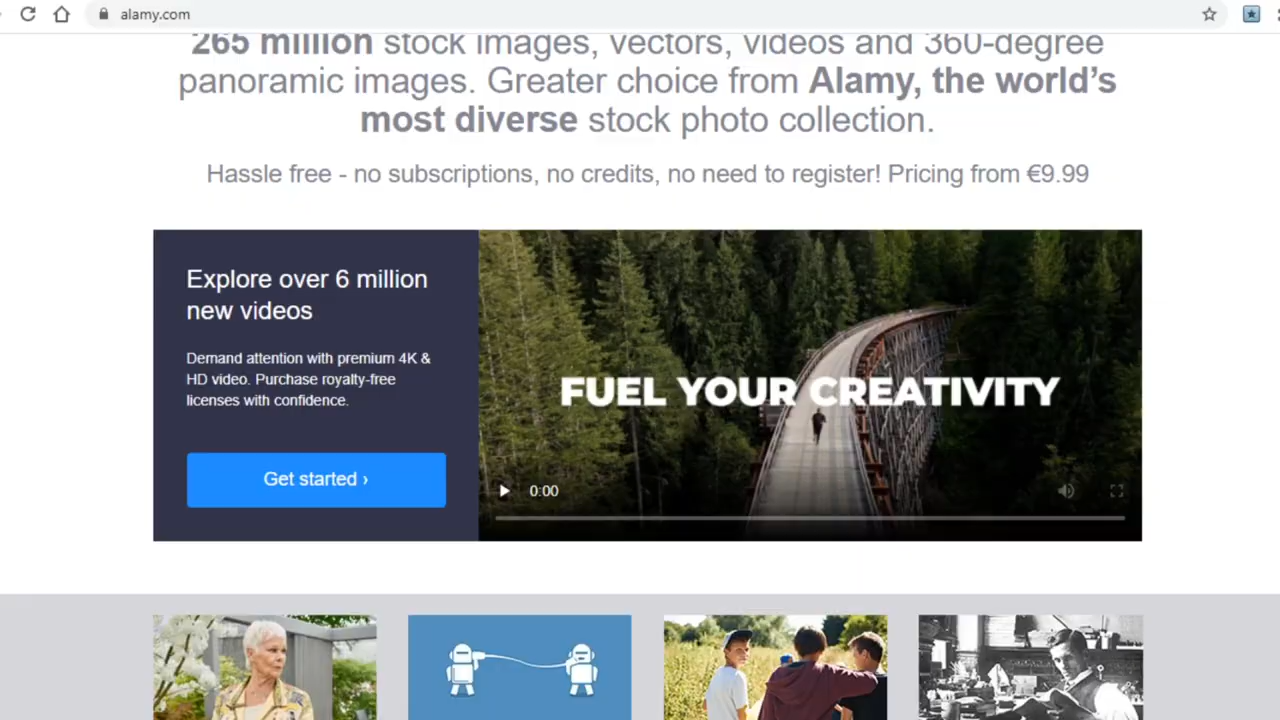 alamy.com
265 million stock images, vectors, videos and 360-degree
panoramic images. Greater choice from Alamy, the world's
most diverse stock photo collection.
Hassle free - no subscriptions, no credits, no need to register! Pricing from €9.99
Explore over 6 million
new videos
Demand attention with premium 4K &
HD video. Purchase royalty-free
licenses with confidence.
Get started ›
FUEL YOUR CREATIVITY
0:00